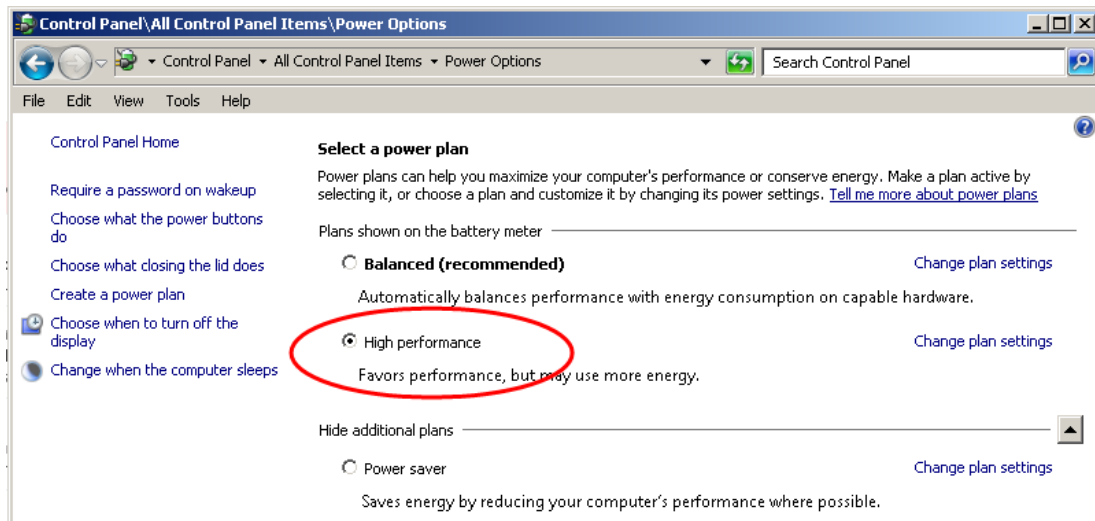 Control Panel\All Control Panel Items\Power Options
Control Panel All Control Panel Items Power Options
Search Control Panel
File Edit View Tools Help
Control Panel Home
Require a password on wakeup
Choose what the power buttons
do
Choose what closing the lid does
Create a power plan
Choose when to turn off the
display
Change when the computer sleeps
Select a power plan
Power plans can help you maximize your computer's performance or conserve energy. Make a plan active by
selecting it, or choose a plan and customize it by changing its power settings. Tell me more about power plans
Plans shown on the battery meter
Balanced (recommended) Change plan settings
Automatically balances performance with energy consumption on capable hardware.
High performance Change plan settings
Favors performance, but may use more energy.
Hide additional plans
Power saver Change plan settings
Saves energy by reducing your computer's performance where possible.